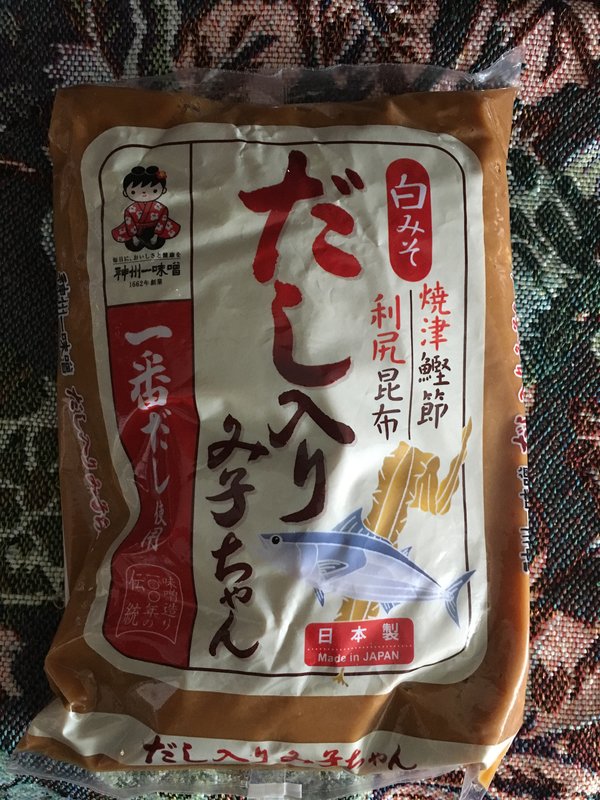 毎日に、おいしさと健康を
神州一味噌
1662年創業
一番だし使用
味噌造り
三〇〇年の
伝統
だし入り
み子ちゃん
白みそ
焼津鰹節
利尻昆布
日本製
Made in JAPAN
だし入りみ子ちゃん